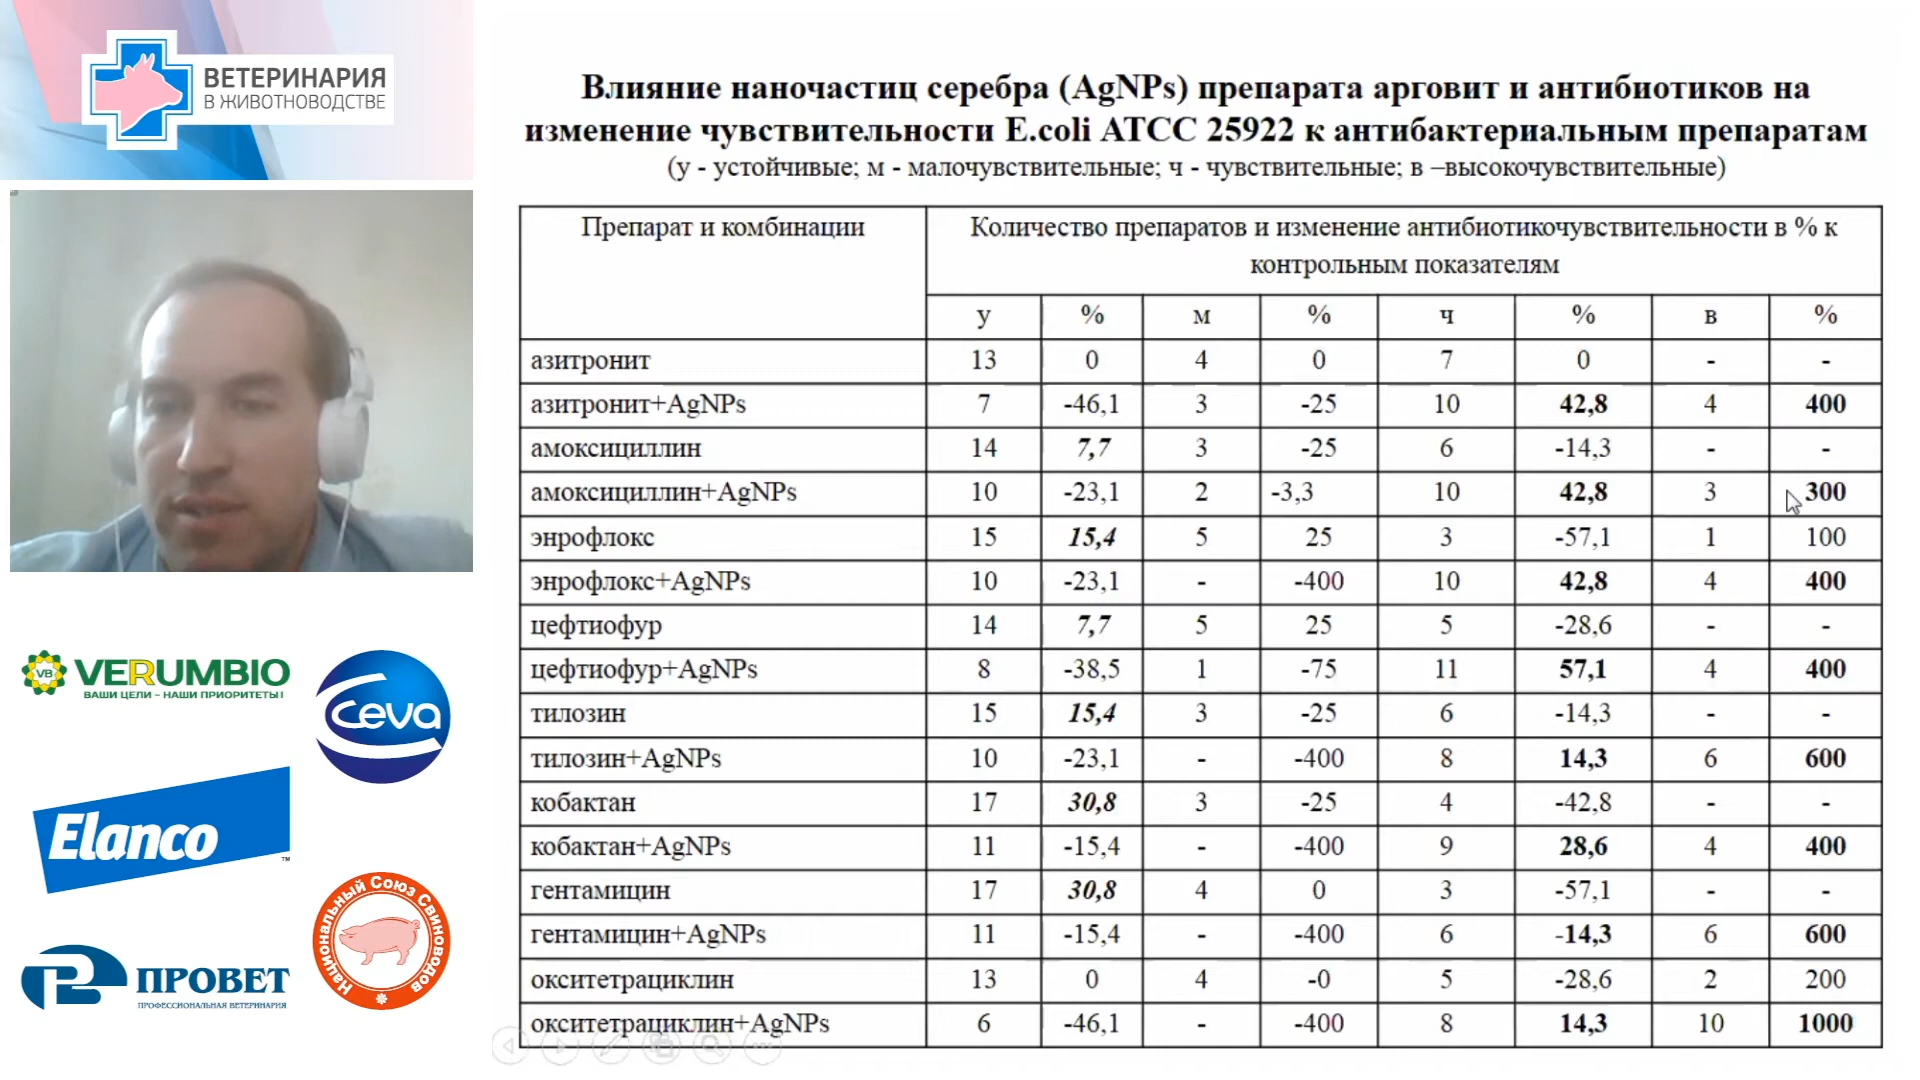 ВЕТЕРИНАРИЯ
В ЖИВОТНОВОДСТВЕ
Влияние наночастиц серебра (AgNPs) препарата арговит и антибиотиков на
изменение чувствительности E.coli ATCC 25922 к антибактериальным препаратам
(у - устойчивые; м - малочувствительные; ч - чувствительные; в –высокочувствительные)
Препарат и комбинации
Количество препаратов и изменение антибиотикочувствительности в % к
контрольным показателям
у % м % ч % в %
азитронит 13 0 4 0 7 0 - -
азитронит+AgNPs 7 -46,1 3 -25 10 42,8 4 400
амоксициллин 14 7,7 3 -25 6 -14,3 - -
амоксициллин+AgNPs 10 -23,1 2 -3,3 10 42,8 3 300
энрофлокс 15 15,4 5 25 3 -57,1 1 100
энрофлокс+AgNPs 10 -23,1 - -400 10 42,8 4 400
цефтиофур 14 7,7 5 25 5 -28,6 - -
цефтиофур+AgNPs 8 -38,5 1 -75 11 57,1 4 400
тилозин 15 15,4 3 -25 6 -14,3 - -
тилозин+AgNPs 10 -23,1 - -400 8 14,3 6 600
кобактан 17 30,8 3 -25 4 -42,8 - -
кобактан+AgNPs 11 -15,4 - -400 9 28,6 4 400
гентамицин 17 30,8 4 0 3 -57,1 - -
гентамицин+AgNPs 11 -15,4 - -400 6 -14,3 6 600
окситетрациклин 13 0 4 -0 5 -28,6 2 200
окситетрациклин+AgNPs 6 -46,1 - -400 8 14,3 10 1000
VB VERUMBIO
ВАШИ ЦЕЛИ – НАШИ ПРИОРИТЕТЫ!
Ceva
Elanco
™
Национальный Союз Свиноводов
ПРОВЕТ
ПРОФЕССИОНАЛЬНАЯ ВЕТЕРИНАРИЯ